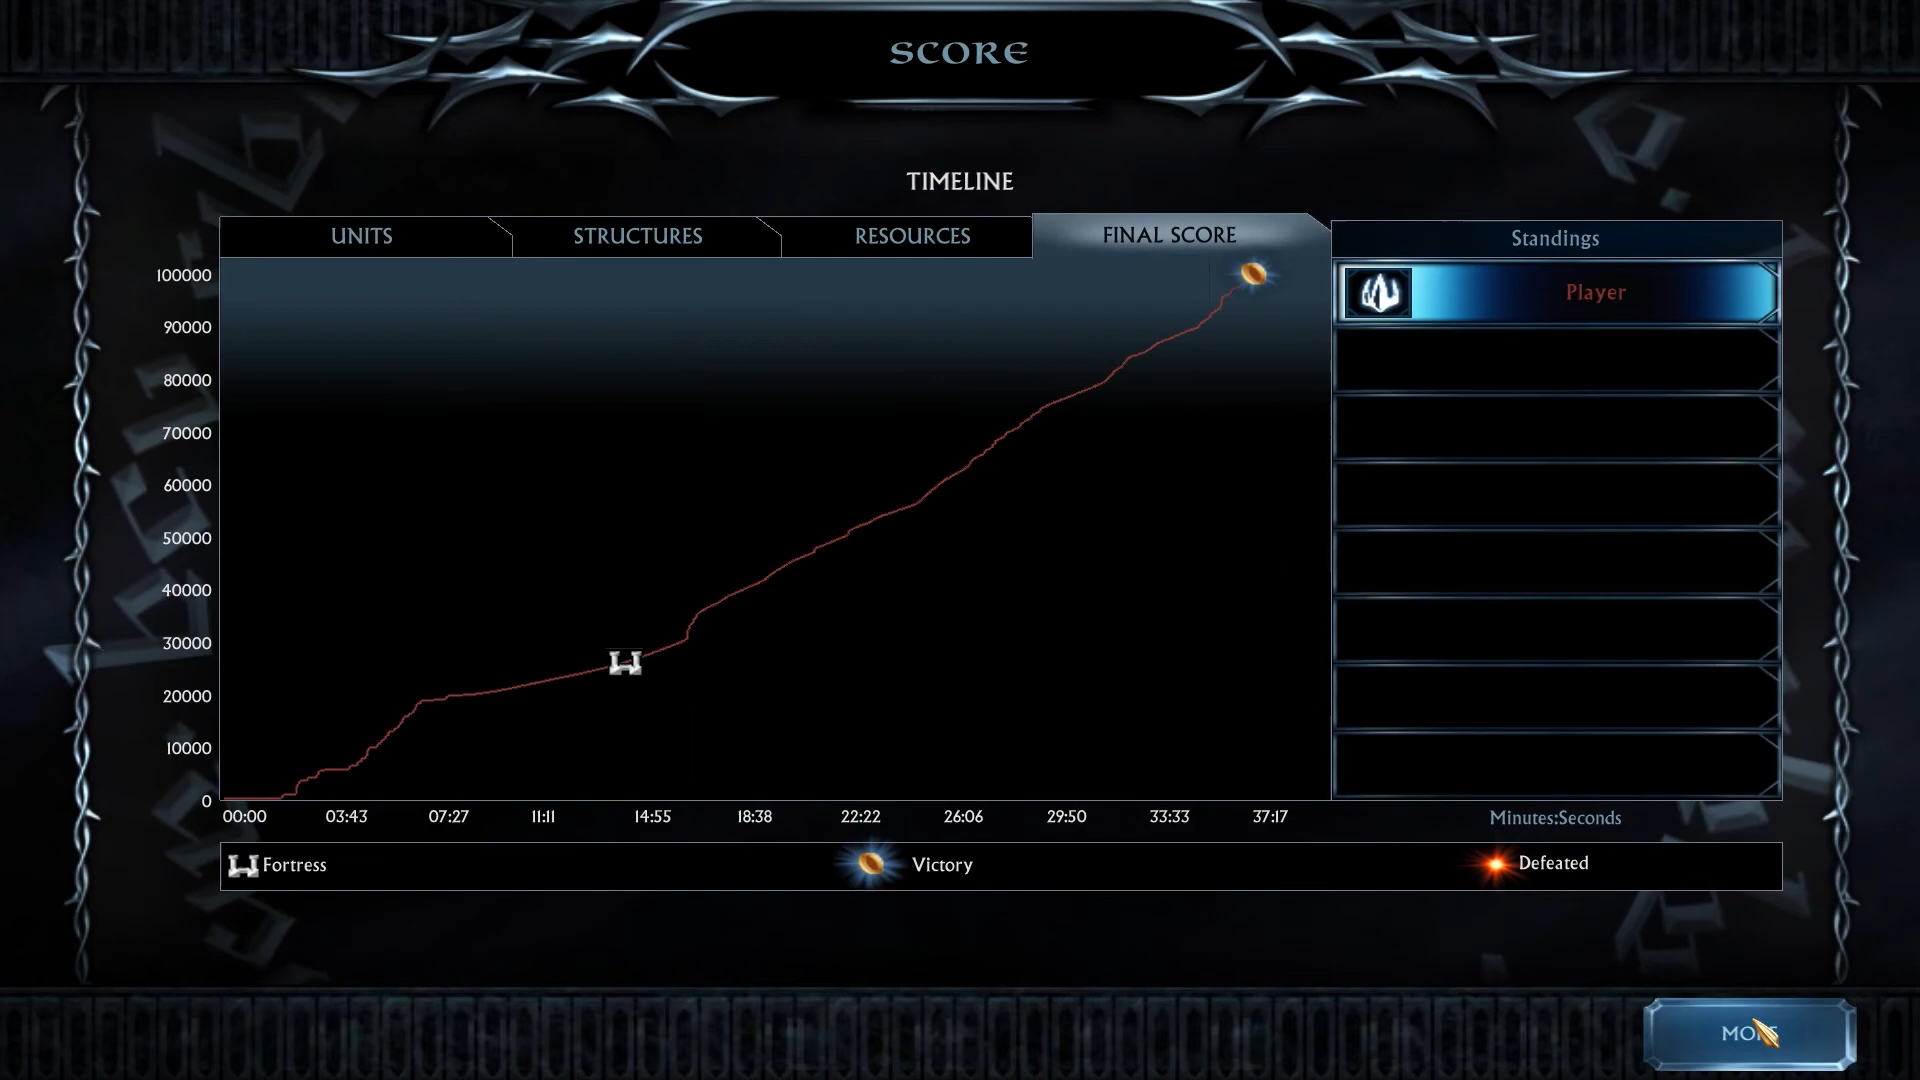 SCORE
TIMELINE
UNITS STRUCTURES RESOURCES FINAL SCORE Standings
Player
100000
90000
80000
70000
60000
50000
40000
30000
20000
10000
0
00:00 03:43 07:27 11:11 14:55 18:38 22:22 26:06 29:50 33:33 37:17 Minutes:Seconds
Fortress Victory Defeated